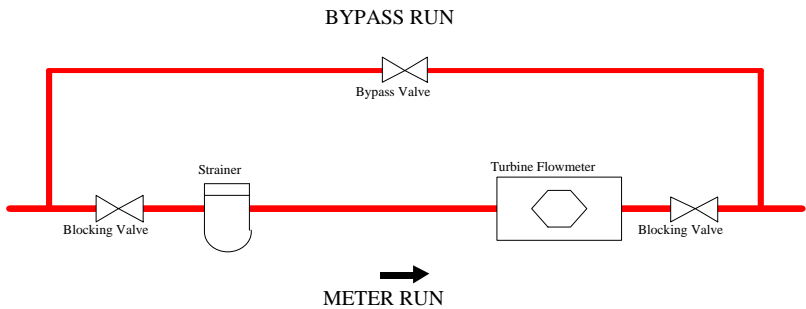 BYPASS RUN
Bypass Valve
Strainer
Turbine Flowmeter
Blocking Valve
Blocking Valve
METER RUN